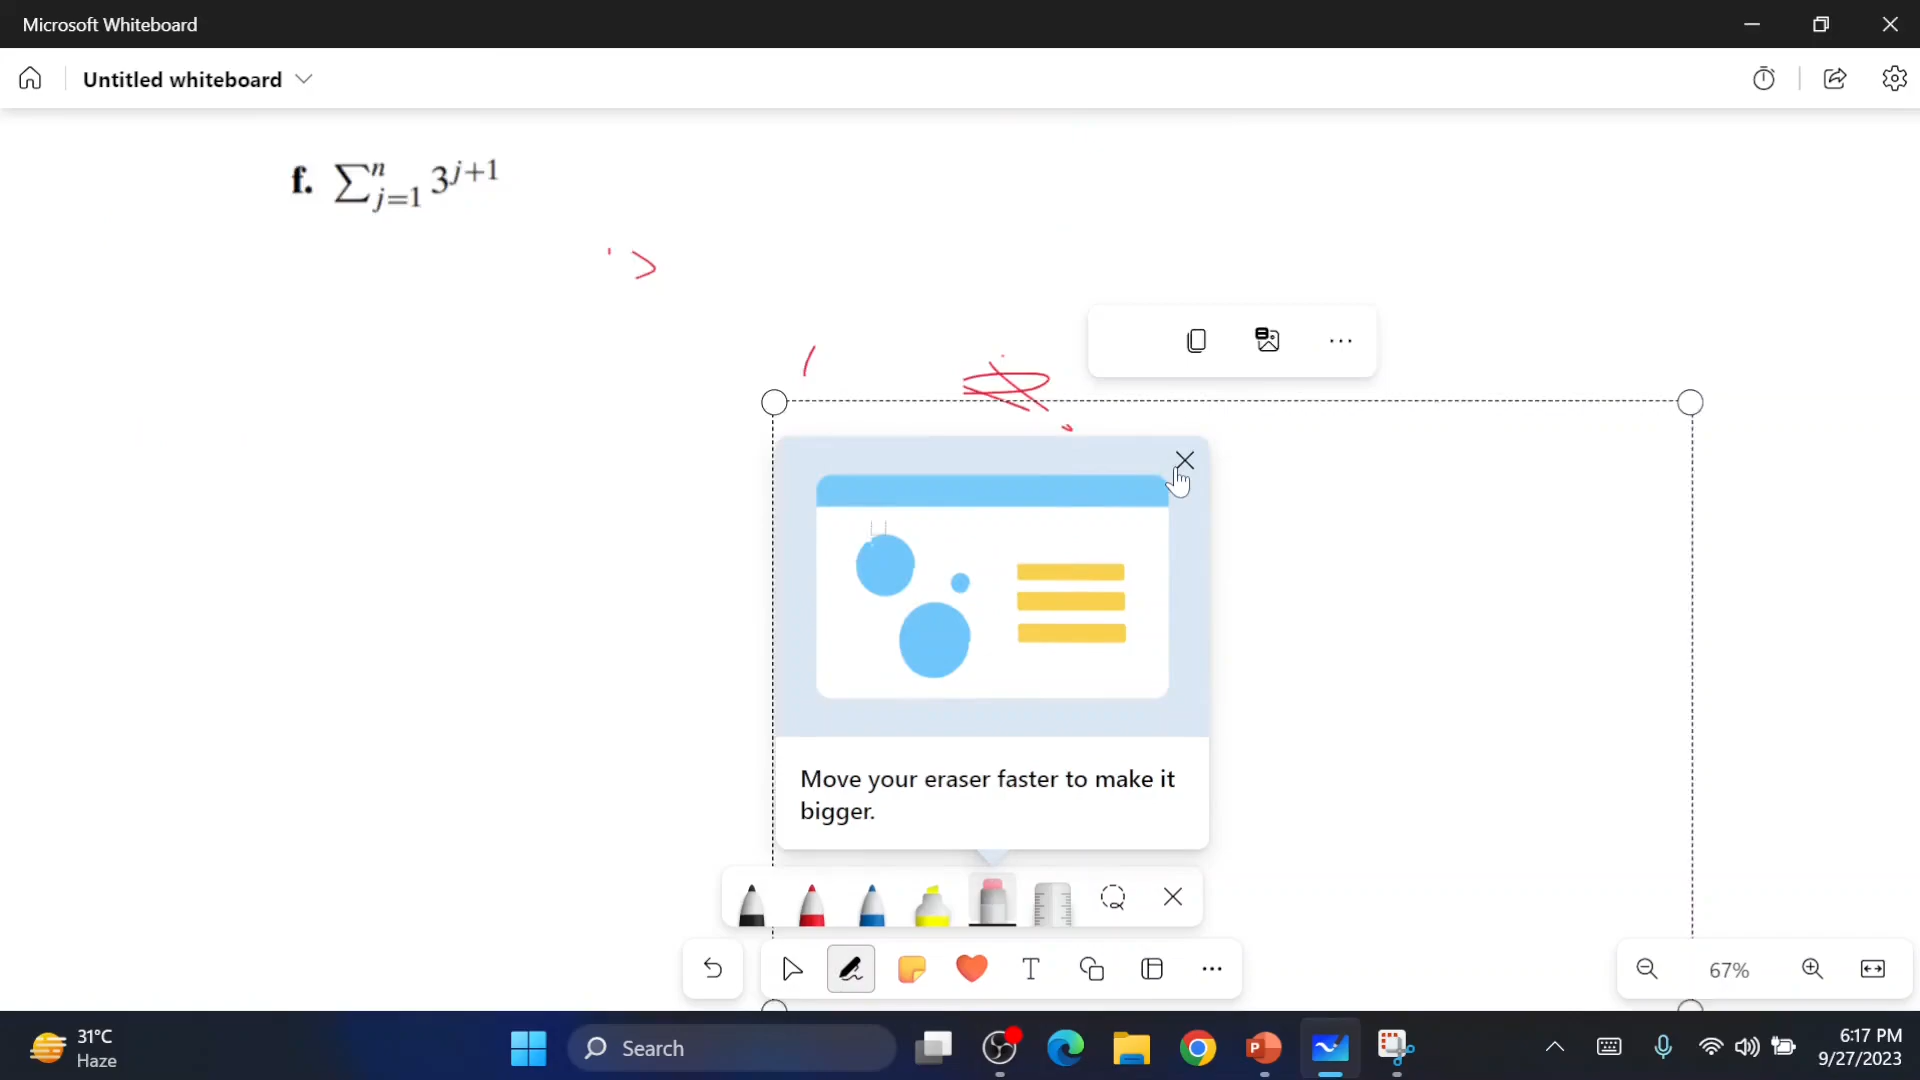 Microsoft Whiteboard
Untitled whiteboard
f. ∑ⁿⱼ₌₁ 3ʲ⁺¹
Move your eraser faster to make it
bigger.
67%
31°C
Haze
Search
6:17 PM
9/27/2023